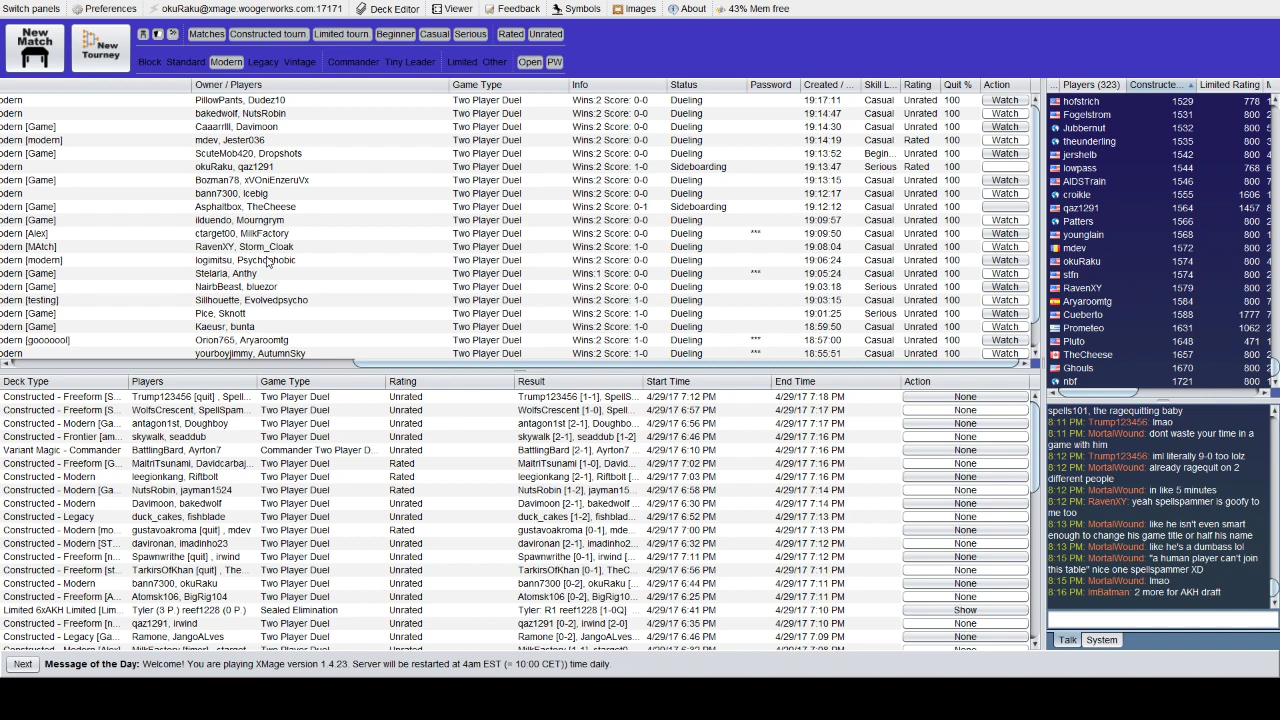 Switch panels Preferences okuRaku@xmage.woogerworks.com:17171 Deck Editor Viewer Feedback Symbols Images About 43% Mem free
New Match New Tourney Matches Constructed tourn. Limited tourn. Beginner Casual Serious Rated Unrated
Block Standard Modern Legacy Vintage Commander Tiny Leader Limited Other Open PW
Owner / Players Game Type Info Status Password Created / ... Skill L... Rating Quit % Action
odern PillowPants, Dudez10 Two Player Duel Wins:2 Score: 0-0 Dueling 19:17:11 Casual Unrated 100 Watch
odern bakedwolf, NutsRobin Two Player Duel Wins:2 Score: 0-0 Dueling 19:14:41 Casual Unrated 100 Watch
odern [Game] Caaarrlll, Davimoon Two Player Duel Wins:2 Score: 0-0 Dueling 19:14:30 Casual Unrated 100 Watch
odern [modern] mdev, Jester036 Two Player Duel Wins:2 Score: 0-0 Dueling 19:14:19 Casual Rated 100 Watch
odern [Game] ScuteMob420, Dropshots Two Player Duel Wins:2 Score: 0-0 Dueling 19:13:52 Begin... Unrated 100 Watch
odern okuRaku, qaz1291 Two Player Duel Wins:2 Score: 1-0 Sideboarding 19:13:47 Serious Rated 100
odern [Game] Bozman78, xVOniEnzeruVx Two Player Duel Wins:2 Score: 0-0 Dueling 19:13:15 Casual Unrated 100 Watch
odern bann7300, Icebig Two Player Duel Wins:2 Score: 0-0 Dueling 19:12:17 Casual Unrated 100 Watch
odern [Game] Asphaltbox, TheCheese Two Player Duel Wins:2 Score: 0-1 Sideboarding 19:12:12 Casual Unrated 100
odern [Game] ilduendo, Mourngrym Two Player Duel Wins:2 Score: 0-0 Dueling 19:09:57 Casual Unrated 100 Watch
odern [Alex] ctarget00, MilkFactory Two Player Duel Wins:2 Score: 0-0 Dueling *** 19:09:50 Casual Unrated 100 Watch
odern [MAtch] RavenXY, Storm_Cloak Two Player Duel Wins:2 Score: 1-0 Dueling 19:08:04 Casual Unrated 100 Watch
odern [modern] logimitsu, Psychophobic Two Player Duel Wins:2 Score: 1-0 Dueling 19:06:24 Casual Unrated 100 Watch
odern [Game] Stelaria, Anthy Two Player Duel Wins:1 Score: 0-0 Dueling *** 19:05:24 Casual Unrated 100 Watch
odern [Game] NairbBeast, bluezor Two Player Duel Wins:2 Score: 0-0 Dueling 19:03:18 Serious Unrated 100 Watch
odern [testing] Silhouette, Evolvedpsycho Two Player Duel Wins:2 Score: 1-0 Dueling 19:03:15 Casual Unrated 100 Watch
odern [Game] Pice, Sknott Two Player Duel Wins:2 Score: 1-0 Dueling 19:01:25 Serious Unrated 100 Watch
odern Kaeusr, bunta Two Player Duel Wins:2 Score: 1-0 Dueling 18:59:50 Casual Unrated 100 Watch
odern [gooooool] Orion765, Aryaroomtg Two Player Duel Wins:2 Score: 1-0 Dueling *** 18:57:00 Casual Unrated 100 Watch
odern yourboyjimmy, AutumnSky Two Player Duel Wins:2 Score: 1-0 Dueling *** 18:55:51 Casual Unrated 100 Watch
... Players (323) Constructe... Limited Rating
hofstrich 1529 778
Fogelstrom 1531 800
Jubbernut 1532 800
theunderling 1535 800
jershelb 1542 800
lowpass 1544 768
AIDSTrain 1546 800
croikle 1555 1606
qaz1291 1564 1457
Patters 1566 800
younglain 1568 800
mdev 1572 800
okuRaku 1574 800
stfn 1574 800
RavenXY 1574 800
Aryaroomtg 1584 800
Cueberto 1588 1777
Prometeo 1631 1062
Pluto 1648 471
TheCheese 1657 800
Ghouls 1670 800
nbf 1721 800
Deck Type Players Game Type Rating Result Start Time End Time Action
Constructed - Freeform [S... Trump123456 [quit] , Spell... Two Player Duel Unrated Trump123456 [1-1], SpellS... 4/29/17 7:12 PM 4/29/17 7:18 PM None
Constructed - Freeform [S... WolfsCrescent, SpellSpam... Two Player Duel Unrated WolfsCrescent [1-0], Spell... 4/29/17 6:57 PM 4/29/17 7:17 PM None
Constructed - Modern [Ga... antagon1st, Doughboy Two Player Duel Unrated antagon1st [2-1], Doughb... 4/29/17 6:56 PM 4/29/17 7:17 PM None
Constructed - Frontier [am... skywalk, seaddub Two Player Duel Unrated skywalk [2-1], seaddub [1-2] 4/29/17 6:46 PM 4/29/17 7:16 PM None
Variant Magic - Commander BattlingBard, Ayrton7 Commander Two Player D... Unrated BattlingBard [2-1], Ayrton... 4/29/17 6:10 PM 4/29/17 7:16 PM None
Constructed - Freeform [G... MaitriTsunami, Davidcarbaj... Two Player Duel Rated MaitriTsunami [1-0], David... 4/29/17 7:02 PM 4/29/17 7:16 PM None
Constructed - Freeform [G... leegionking, Riftbolt Two Player Duel Rated leegionking [2-1], Riftbolt ... 4/29/17 7:03 PM 4/29/17 7:16 PM None
Constructed - Modern [Ga... NutsRobin, jayman1524 Two Player Duel Rated NutsRobin [1-2], jayman15... 4/29/17 6:58 PM 4/29/17 7:14 PM None
Constructed - Modern Davimoon, bakedwolf Two Player Duel Unrated Davimoon [2-1], bakedwolf ... 4/29/17 6:30 PM 4/29/17 7:14 PM None
Constructed - Legacy duck_cakes, fishblade Two Player Duel Unrated duck_cakes [1-2], fishblad... 4/29/17 6:52 PM 4/29/17 7:13 PM None
Constructed - Modern [mo... gustavoakroma [quit] , mdev Two Player Duel Rated gustavoakroma [0-1], mde... 4/29/17 7:09 PM 4/29/17 7:13 PM None
Constructed - Modern [ST... davironan, imadinho23 Two Player Duel Unrated davironan [2-1], imadinho2... 4/29/17 6:32 PM 4/29/17 7:12 PM None
Constructed - Freeform [n... Spawnwrithe [quit] , irwind Two Player Duel Unrated Spawnwrithe [0-1], irwind [... 4/29/17 7:11 PM 4/29/17 7:12 PM None
Constructed - Freeform [st... TarkirsOfKhan [quit] , The... Two Player Duel Unrated TarkirsOfKhan [0-1], TheC... 4/29/17 7:06 PM 4/29/17 7:11 PM None
Constructed - Modern bann7300, okuRaku Two Player Duel Unrated bann7300 [0-2], okuRaku [... 4/29/17 6:44 PM 4/29/17 7:11 PM None
Constructed - Freeform [st... Atomsk106, BigRig104 Two Player Duel Unrated Atomsk106 [0-2], BigRig10... 4/29/17 6:56 PM 4/29/17 7:11 PM None
Limited 6xAKH Limited [Lim... Tyler (3 P.) reef1228 (0 P.) Sealed Elimination Unrated Tyler: R1 reef1228 [1-0Q] ... 4/29/17 6:41 PM 4/29/17 7:10 PM Show
Constructed - Freeform [n... qaz1291, irwind Two Player Duel Unrated qaz1291 [0-2], irwind [2-0] 4/29/17 6:35 PM 4/29/17 7:10 PM None
Constructed - Legacy [Ga... Ramone, JangoALves Two Player Duel Unrated Ramone [0-2], JangoALves ... 4/29/17 6:46 PM 4/29/17 7:09 PM None
spells101, the ragequitting baby
8:11 PM: Trump123456: lmao
8:11 PM: MortalWound: dont waste your time in a
game with him
8:12 PM: Trump123456: iml literally 9-0 too lolz
8:12 PM: MortalWound: already ragequit on 2
different people
8:12 PM: MortalWound: in like 5 minutes
8:12 PM: RavenXY: yeah spellspammer is goofy to
me too
8:13 PM: MortalWound: like he isn't even smart
enough to change his game title or half his name
8:13 PM: MortalWound: like he's a dumbass lol
8:15 PM: MortalWound: "a human player can't join
this table" nice one spellspammer XD
8:15 PM: MortalWound: lmao
8:16 PM: ImBatman: 2 more for AKH draft
Talk System
Next Message of the Day: Welcome! You are playing XMage version 1.4.23. Server will be restarted at 4am EST (= 10:00 CET)) time daily.